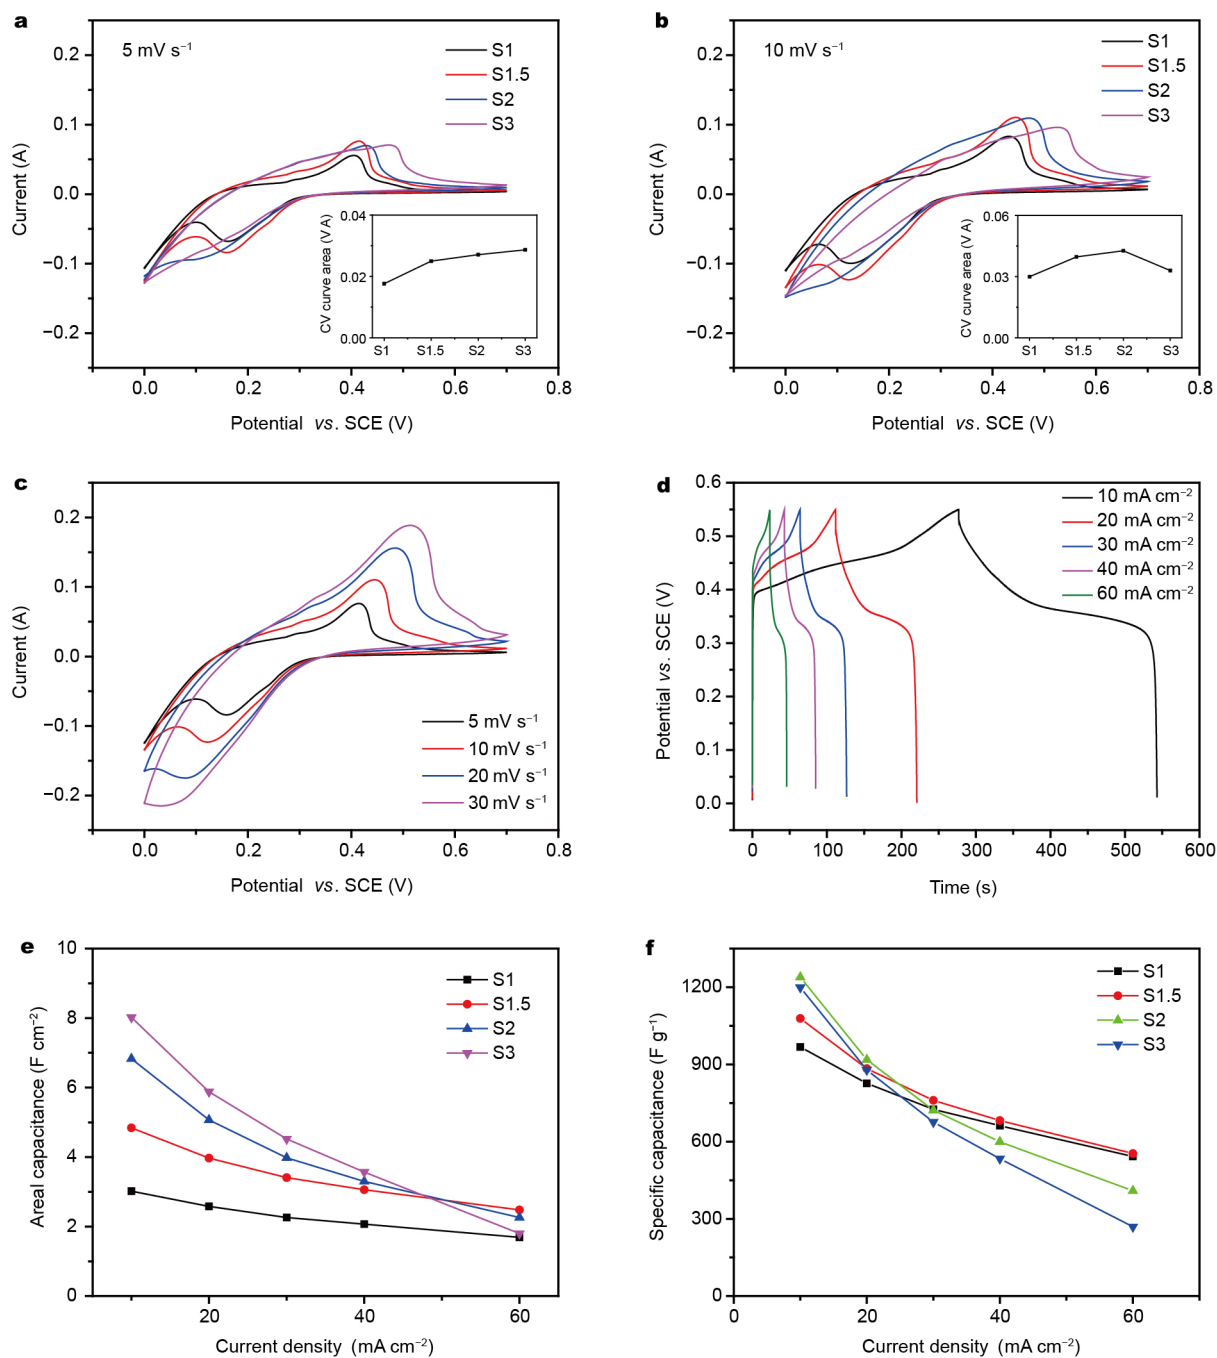 a
5 mV s⁻¹
S1
S1.5
S2
S3
0.2
0.1
0.0
−0.1
−0.2
Current (A)
0.0
0.2
0.4
0.6
0.8
Potential vs. SCE (V)
0.04
0.02
0.00
CV curve area (V A)
S1
S1.5
S2
S3
b
10 mV s⁻¹
S1
S1.5
S2
S3
0.2
0.1
0.0
−0.1
−0.2
Current (A)
0.0
0.2
0.4
0.6
0.8
Potential vs. SCE (V)
0.06
0.03
0.00
CV curve area (V A)
S1
S1.5
S2
S3
c
0.2
0.1
0.0
−0.1
−0.2
Current (A)
5 mV s⁻¹
10 mV s⁻¹
20 mV s⁻¹
30 mV s⁻¹
0.0
0.2
0.4
0.6
0.8
Potential vs. SCE (V)
d
10 mA cm⁻²
20 mA cm⁻²
30 mA cm⁻²
40 mA cm⁻²
60 mA cm⁻²
0.6
0.5
0.4
0.3
0.2
0.1
0.0
Potential vs. SCE (V)
0
100
200
300
400
500
600
Time (s)
e
S1
S1.5
S2
S3
10
8
6
4
2
0
Areal capacitance (F cm⁻²)
20
40
60
Current density (mA cm⁻²)
f
S1
S1.5
S2
S3
1200
900
600
300
0
Specific capacitance (F g⁻¹)
0
20
40
60
Current density (mA cm⁻²)